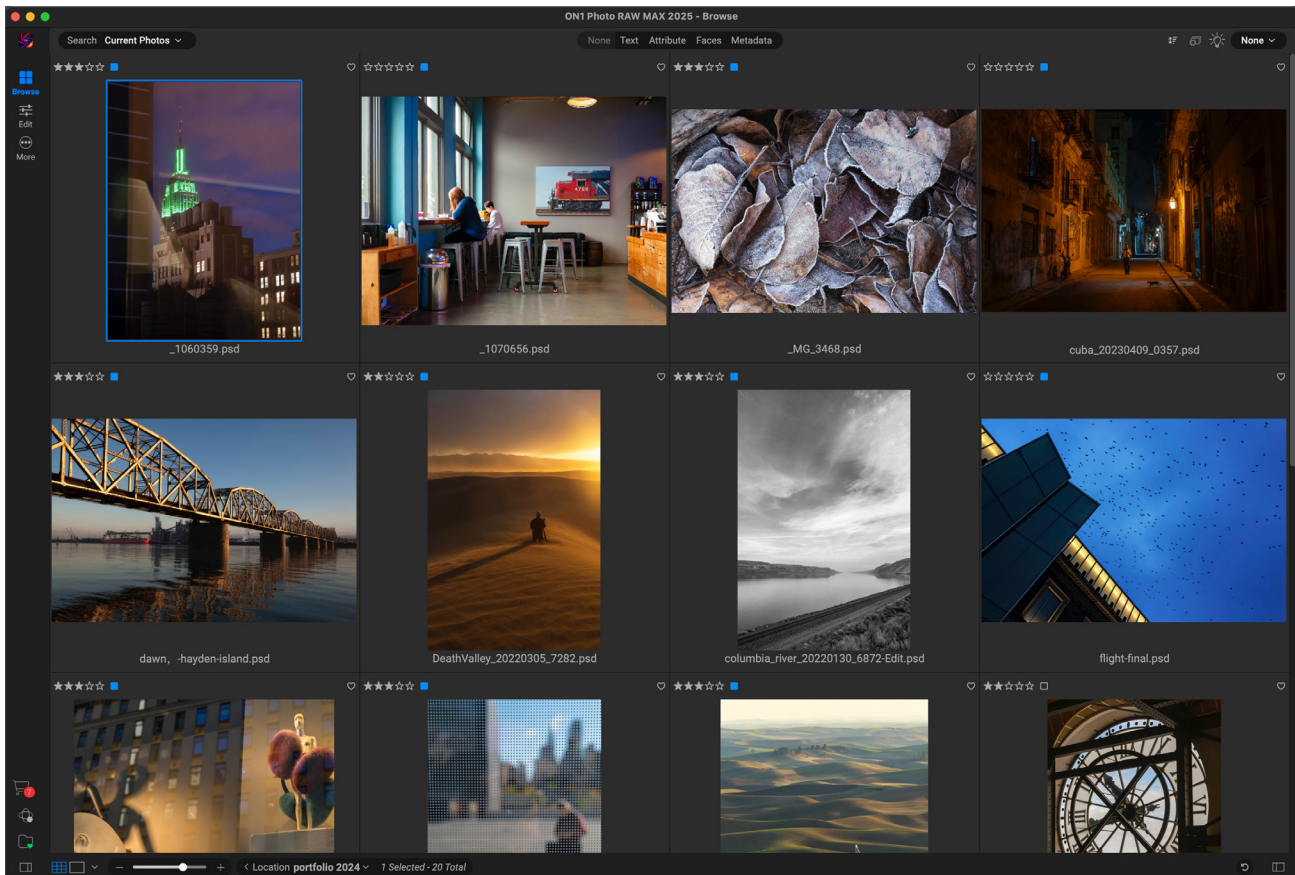 ON1 Photo RAW MAX 2025 - Browse
Search Current Photos
None Text Attribute Faces Metadata
None
Browse
Edit
More
_1060359.psd
_1070656.psd
_MG_3468.psd
cuba_20230409_0357.psd
4709
dawn, -hayden-island.psd
DeathValley_20220305_7282.psd
columbia_river_20220130_6872-Edit.psd
flight-final.psd
7
Location portfolio 2024
1 Selected - 20 Total